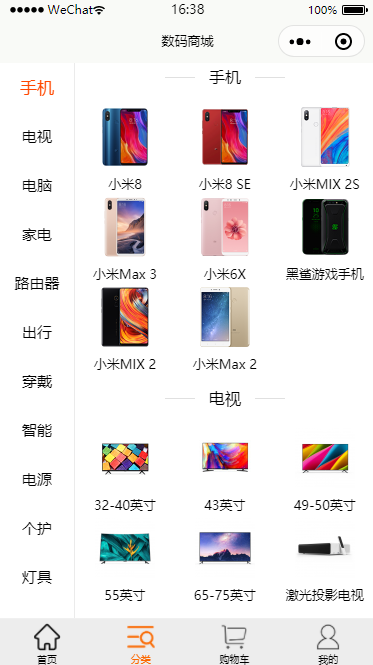 ●●●●● WeChat 16:38 100%
数码商城
手机
电视
电脑
家电
路由器
出行
穿戴
智能
电源
个护
灯具
手机
小米8 小米8 SE 小米MIX 2S
小米Max 3 小米6X 黑鲨游戏手机
小米MIX 2 小米Max 2
电视
32-40英寸 43英寸 49-50英寸
55英寸 65-75英寸 激光投影电视
首页 分类 购物车 我的